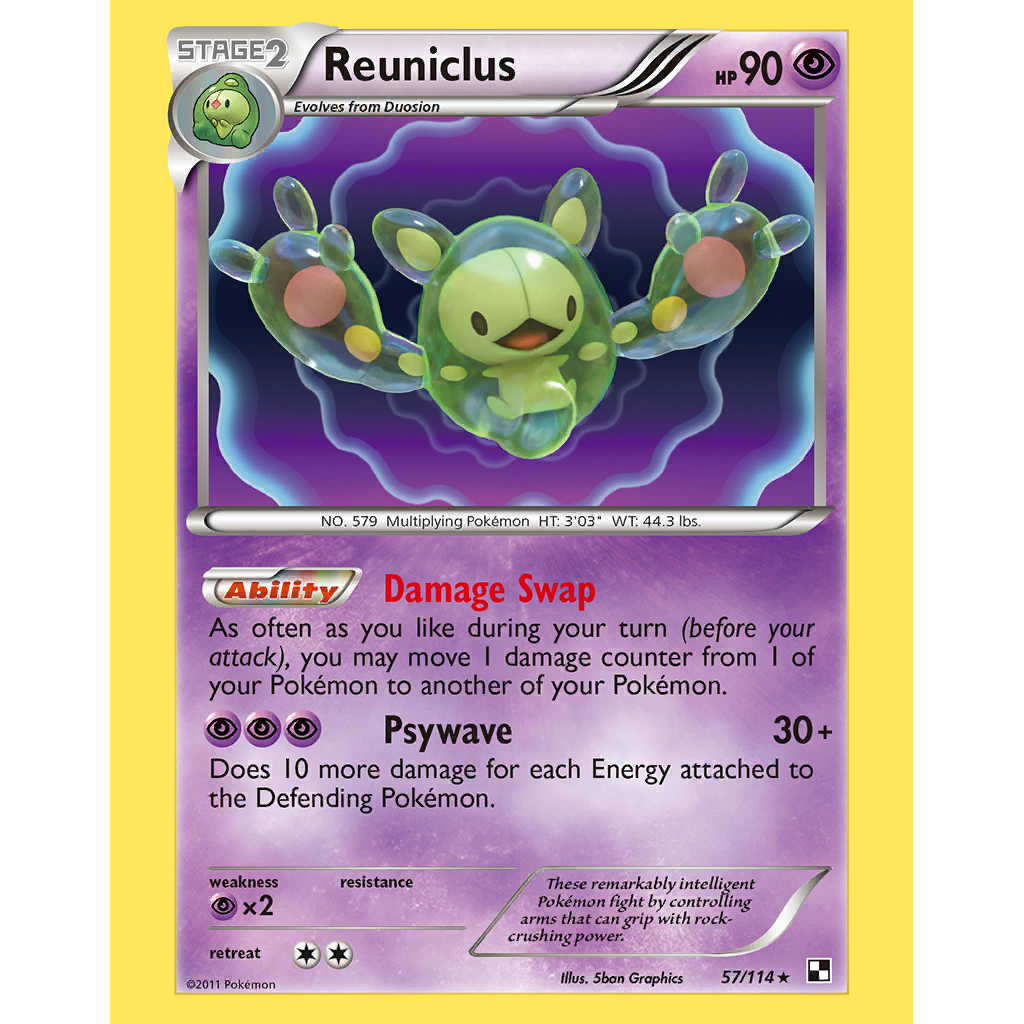 STAGE2
Reuniclus
HP 90
Evolves from Duosion
NO. 579 Multiplying Pokémon HT: 3'03" WT: 44.3 lbs.
Ability Damage Swap
As often as you like during your turn (before your
attack), you may move 1 damage counter from 1 of
your Pokémon to another of your Pokémon.
Psywave 30+
Does 10 more damage for each Energy attached to
the Defending Pokémon.
weakness resistance
×2
These remarkably intelligent
Pokémon fight by controlling
arms that can grip with rock-
crushing power.
retreat
Illus. 5ban Graphics 57/114★
©2011 Pokémon